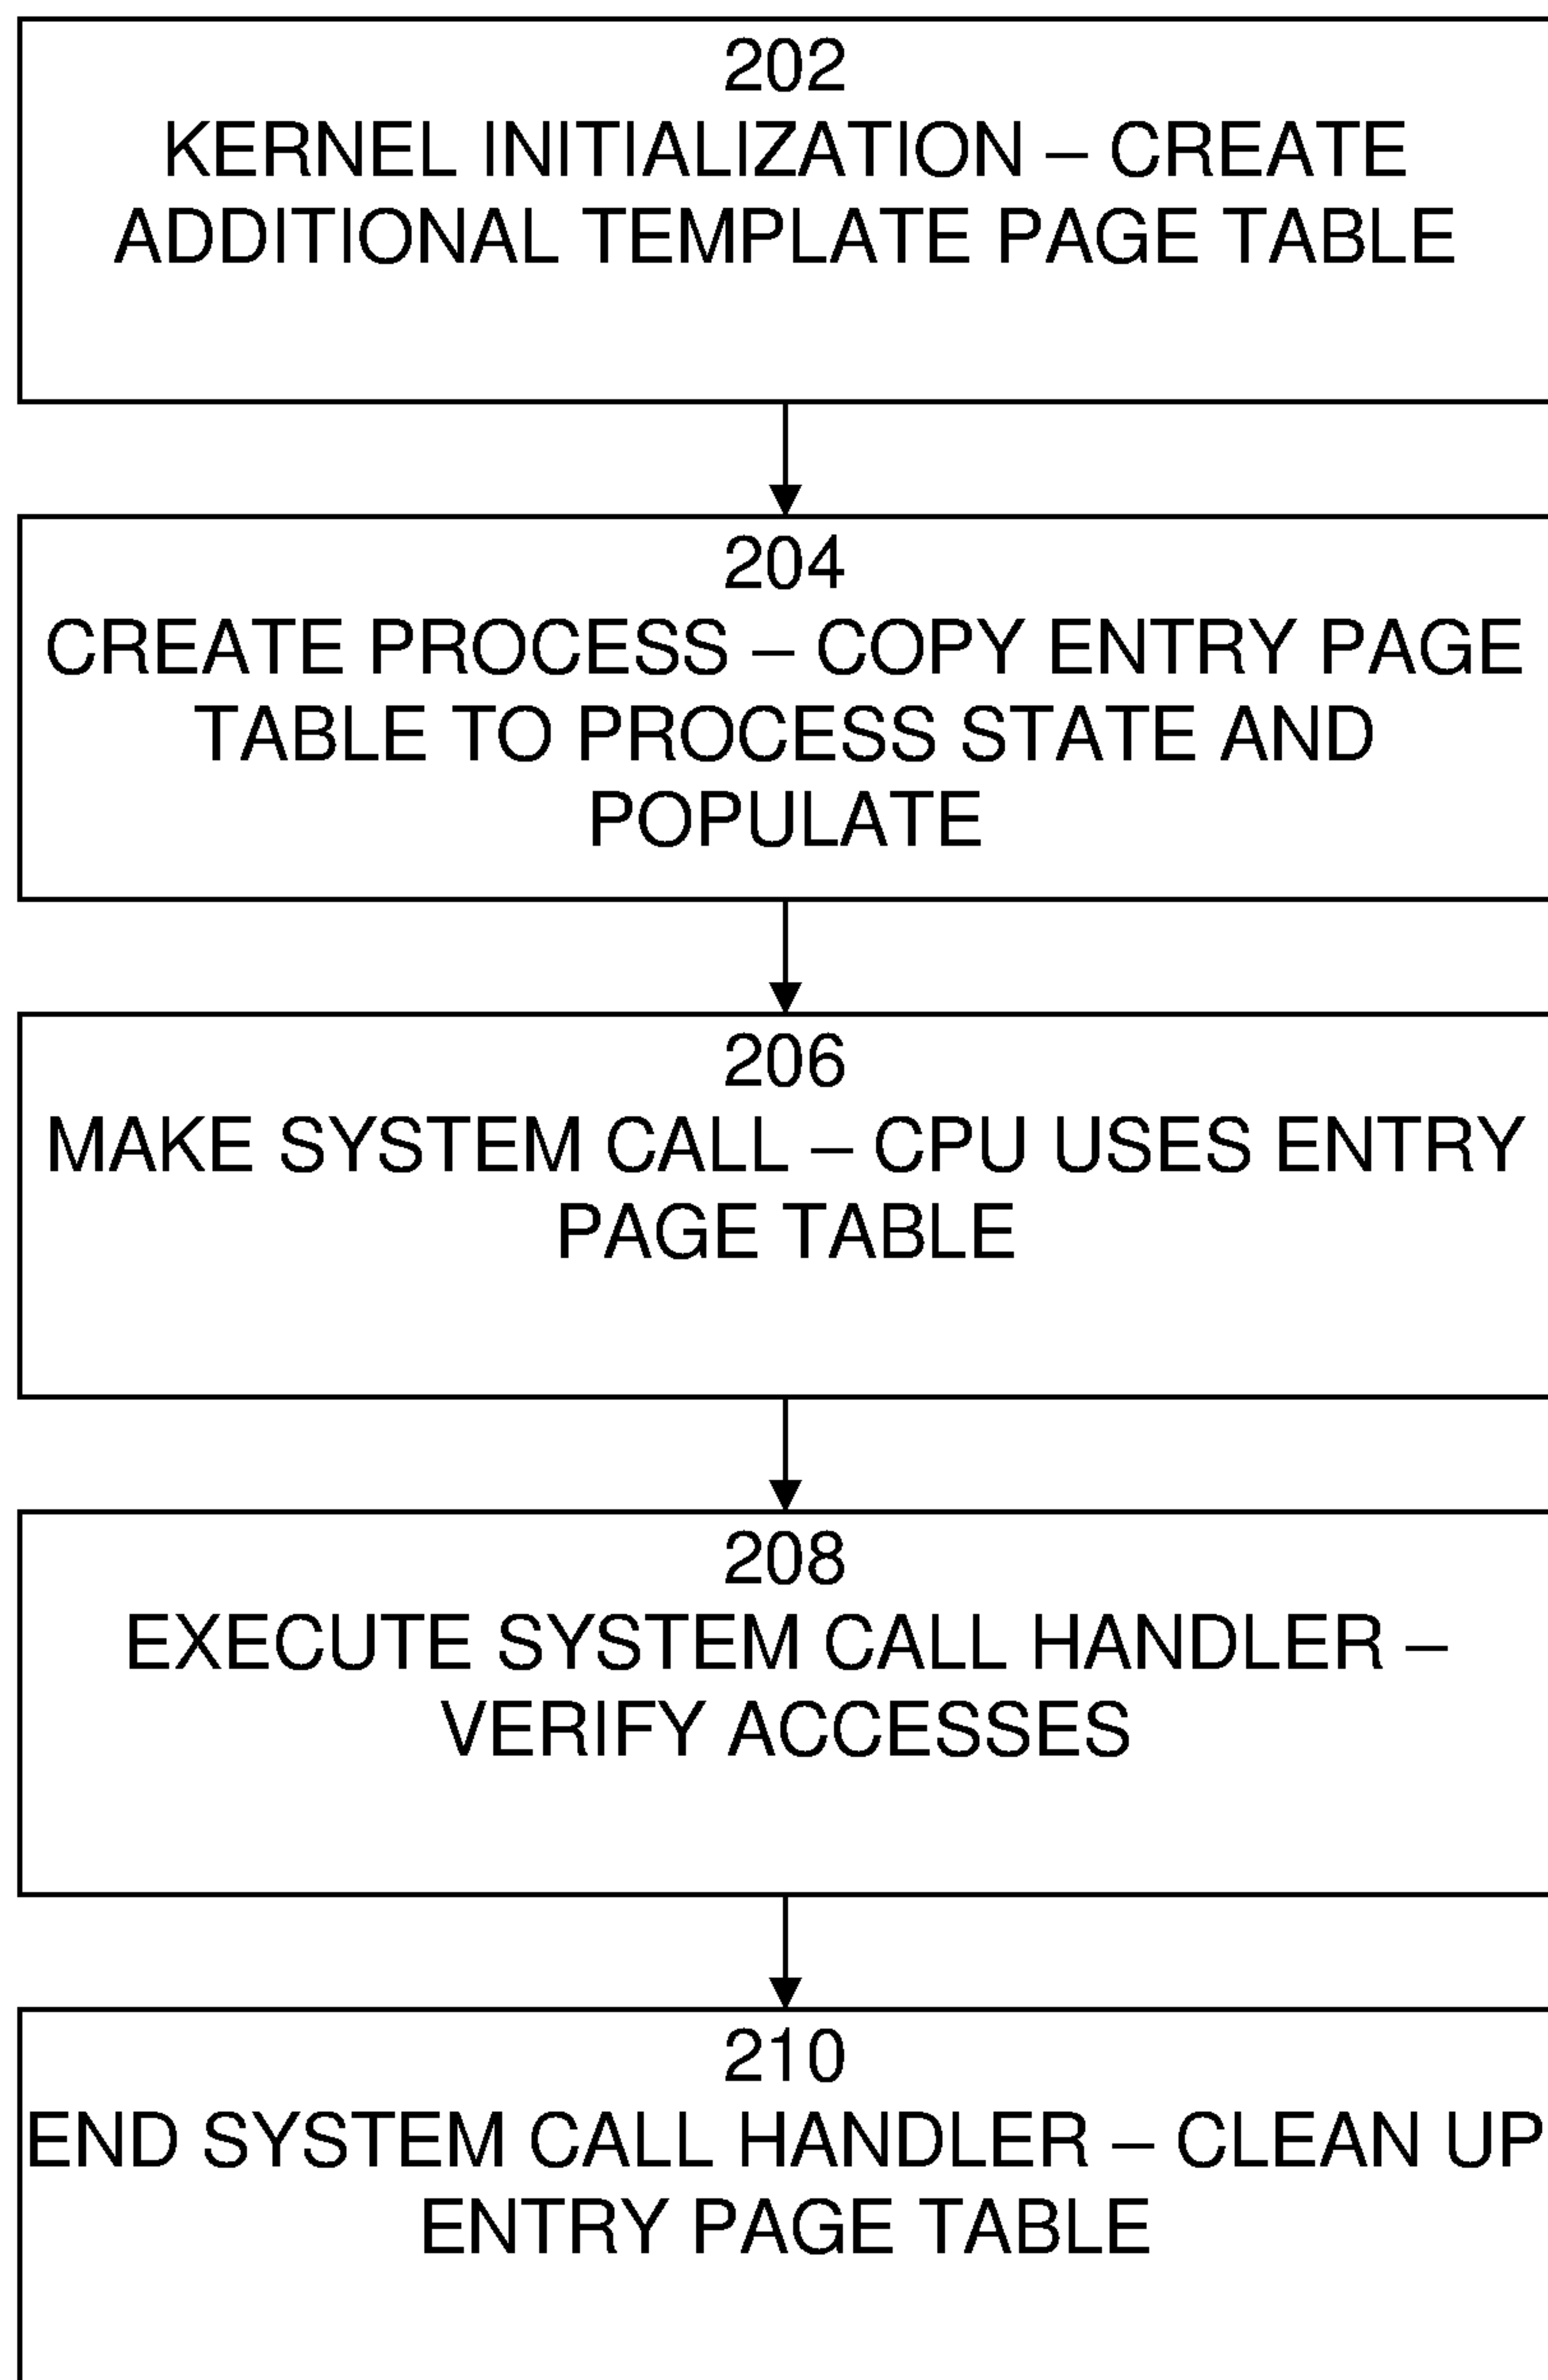 202
KERNEL INITIALIZATION – CREATE
ADDITIONAL TEMPLATE PAGE TABLE
204
CREATE PROCESS – COPY ENTRY PAGE
TABLE TO PROCESS STATE AND
POPULATE
206
MAKE SYSTEM CALL – CPU USES ENTRY
PAGE TABLE
208
EXECUTE SYSTEM CALL HANDLER –
VERIFY ACCESSES
210
END SYSTEM CALL HANDLER – CLEAN UP
ENTRY PAGE TABLE